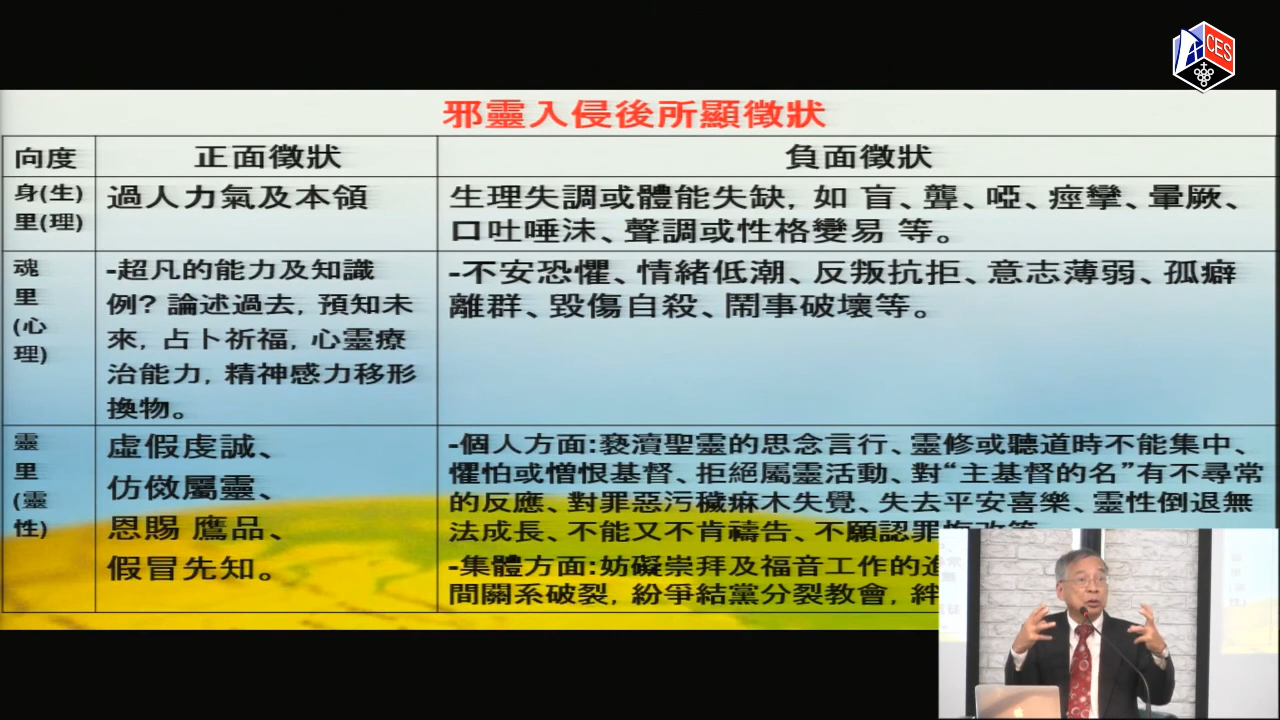 ACES
邪靈入侵後所顯徵狀
向度
正面徵狀
負面徵狀
身(生)
里(理)
過人力氣及本領
生理失調或體能失缺, 如 盲、聾、啞、痙攣、暈厥、
口吐唾沫、聲調或性格變易 等。
魂
里
(心
理)
-超凡的能力及知識
例? 論述過去, 預知未
來, 占卜祈福, 心靈療
治能力, 精神感力移形
換物。
-不安恐懼、情緒低潮、反叛抗拒、意志薄弱、孤癖
離群、毀傷自殺、鬧事破壞等。
靈
里
(靈
性)
虛假虔誠、
仿傚屬靈、
恩賜 鷹品、
假冒先知。
-個人方面:褻瀆聖靈的思念言行、靈修或聽道時不能集中、
懼怕或憎恨基督、拒絕屬靈活動、對“主基督的名”有不尋常
的反應、對罪惡污穢麻木失覺、失去平安喜樂、靈性倒退無
法成長、不能又不肯禱告、不願認罪悔改等
-集體方面:妨礙崇拜及福音工作的進
間關系破裂, 紛爭結黨分裂教會, 絆